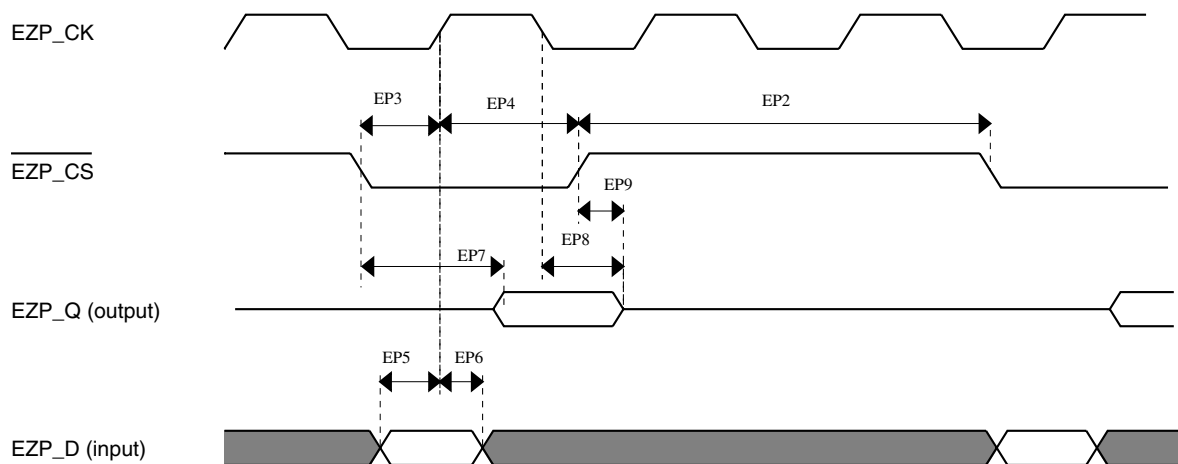 EZP_CK
EP3
EP4
EP2
EZP_CS
EP9
EP8
EP7
EZP_Q (output)
EP5
EP6
EZP_D (input)